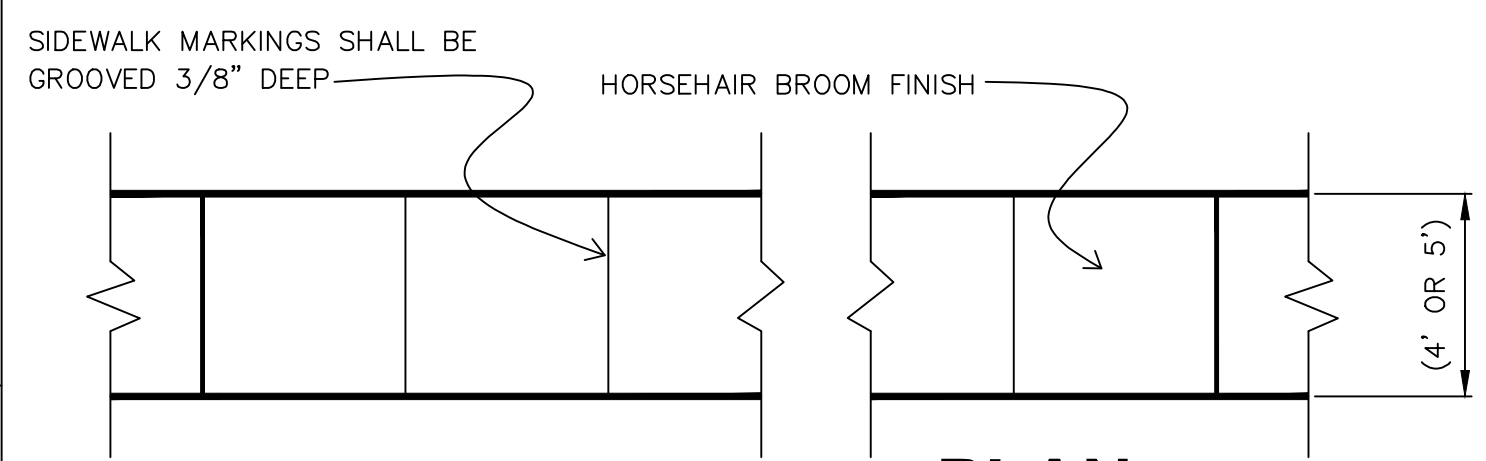 SIDEWALK MARKINGS SHALL BE
GROOVED 3/8" DEEP
HORSEHAIR BROOM FINISH
(4' OR 5')